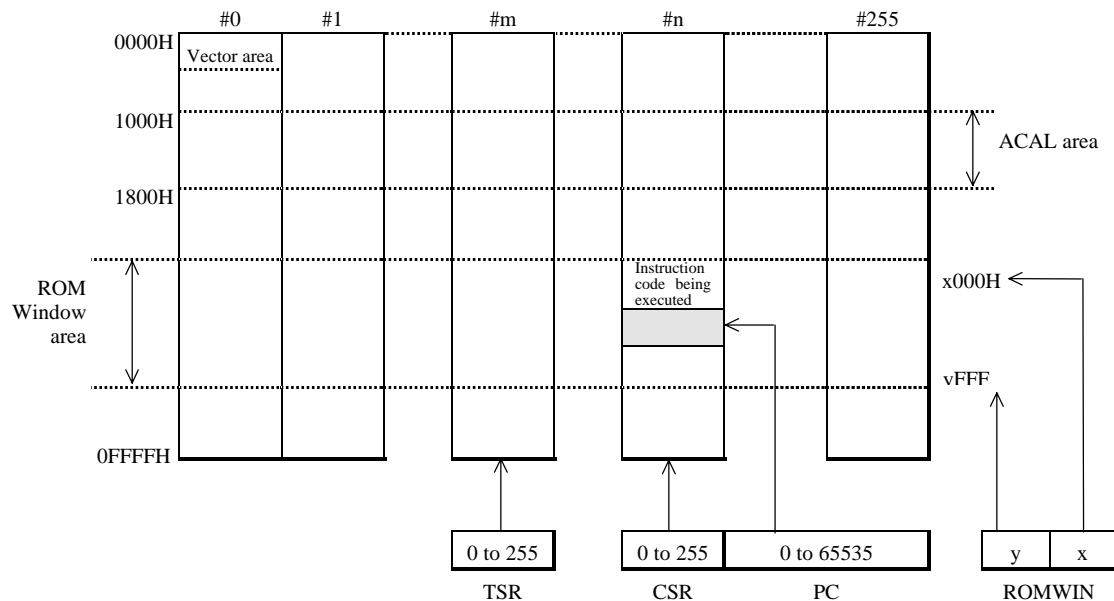 #0 #1 #m #n #255
0000H
Vector area
1000H
ACAL area
1800H
ROM
Window
area
Instruction
code being
executed
x000H
yFFF
0FFFFH
0 to 255
0 to 255
0 to 65535
y
x
TSR
CSR
PC
ROMWIN